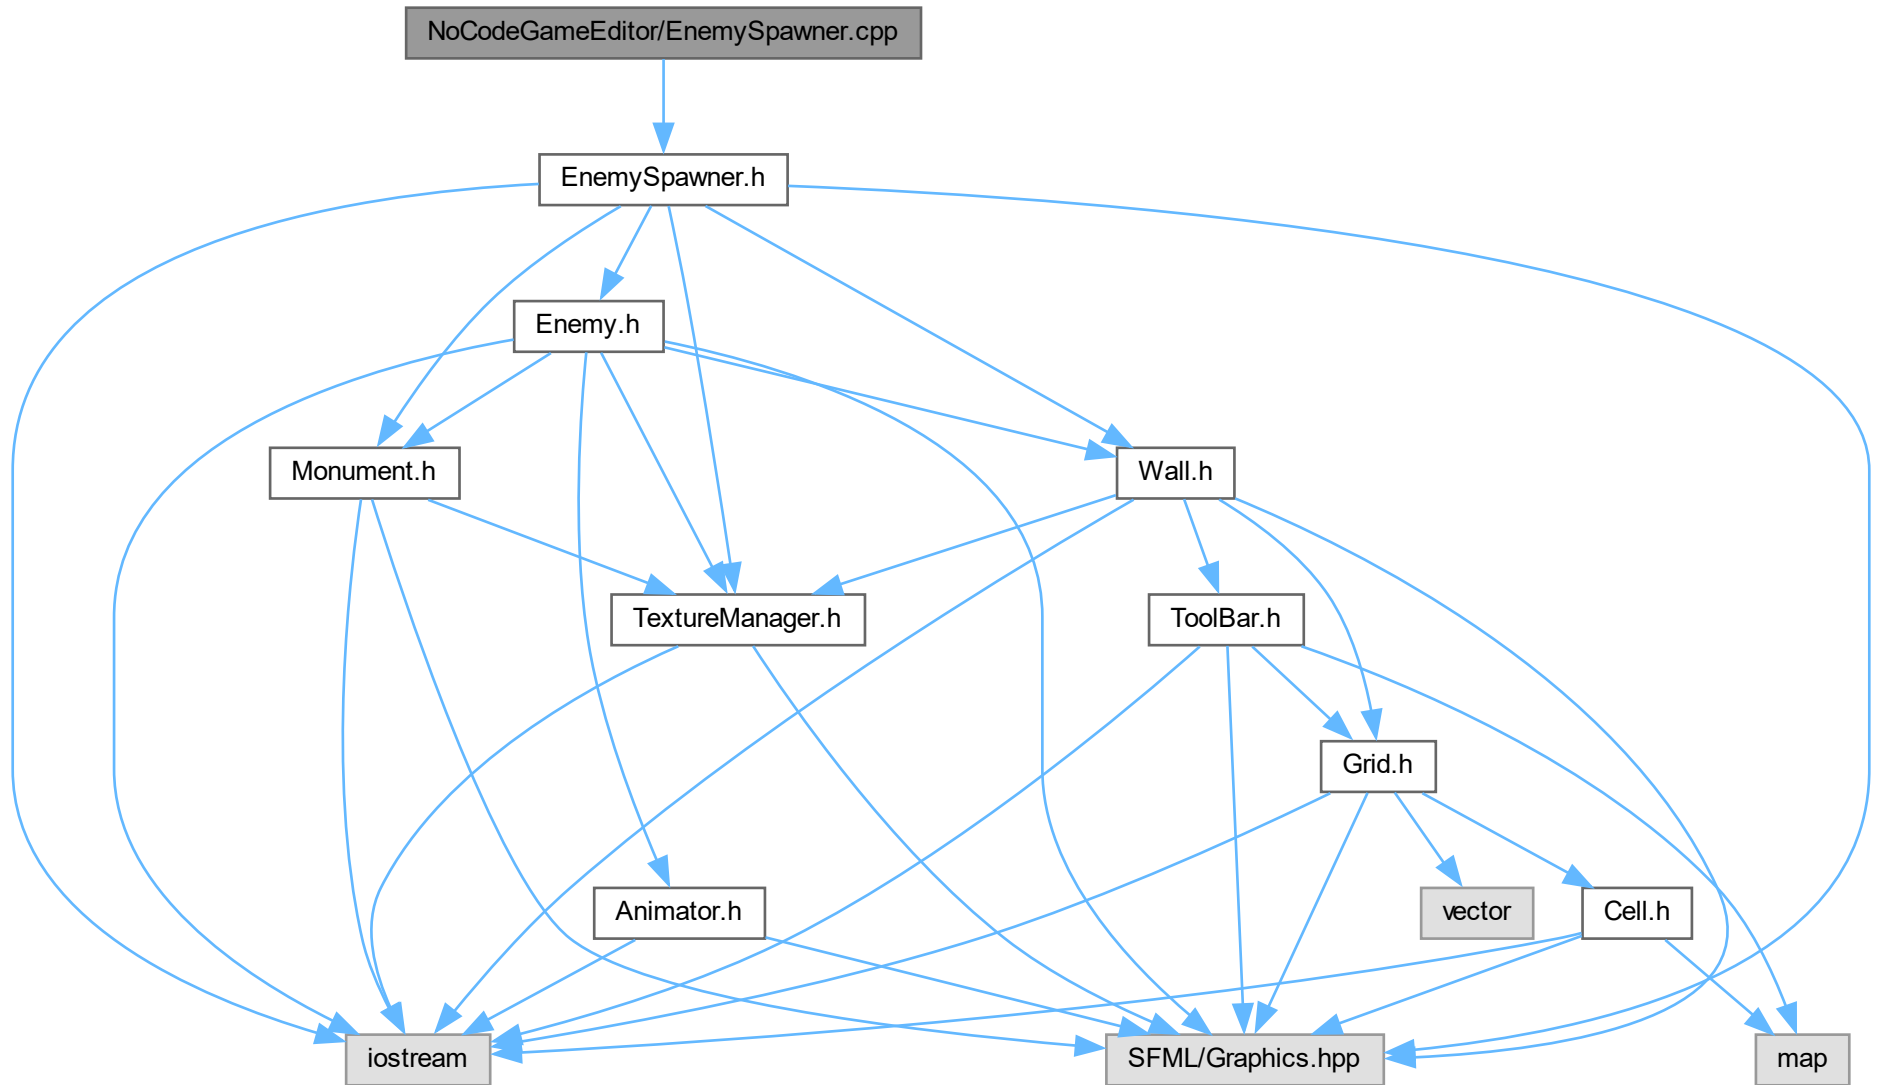 NoCodeGameEditor/EnemySpawner.cpp
EnemySpawner.h
Enemy.h
Monument.h
Wall.h
TextureManager.h
ToolBar.h
Grid.h
Animator.h
vector
Cell.h
iostream
SFML/Graphics.hpp
map